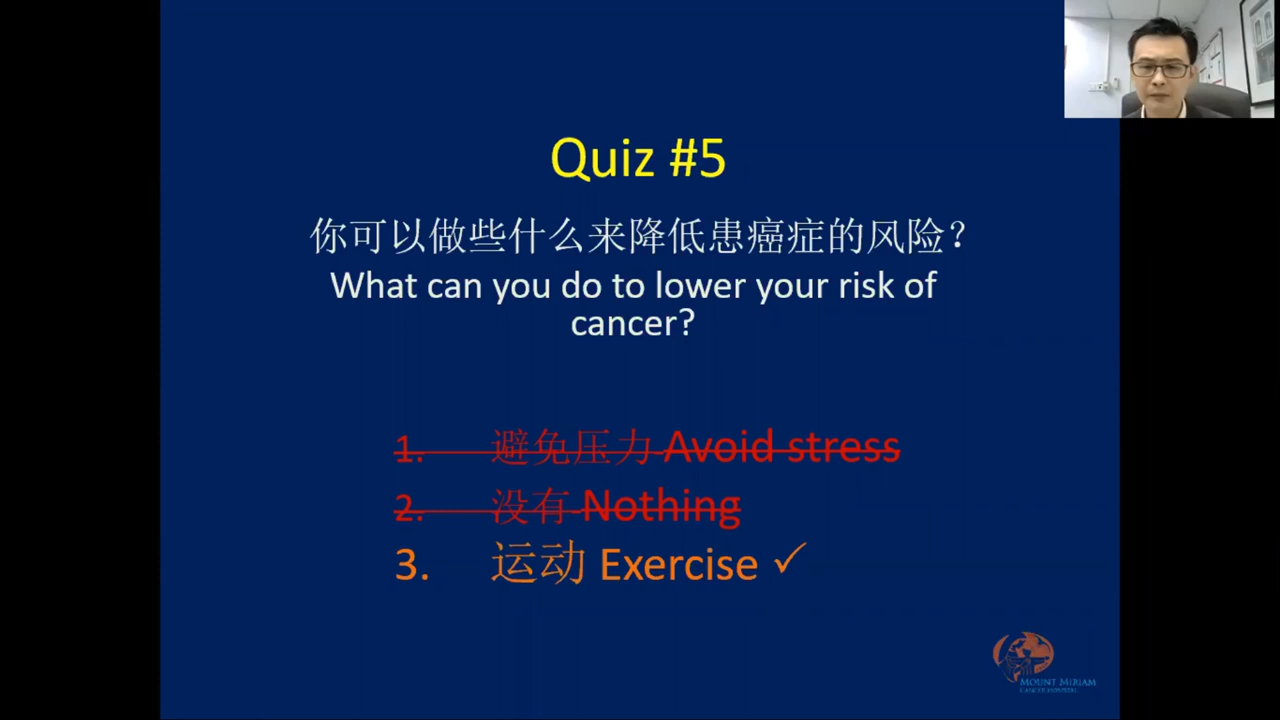 Quiz #5
你可以做些什么来降低患癌症的风险？
What can you do to lower your risk of
cancer?
1. 避免压力 Avoid stress
2. 没有 Nothing
3. 运动 Exercise ✓
MOUNT MIRIAM
CANCER HOSPITAL